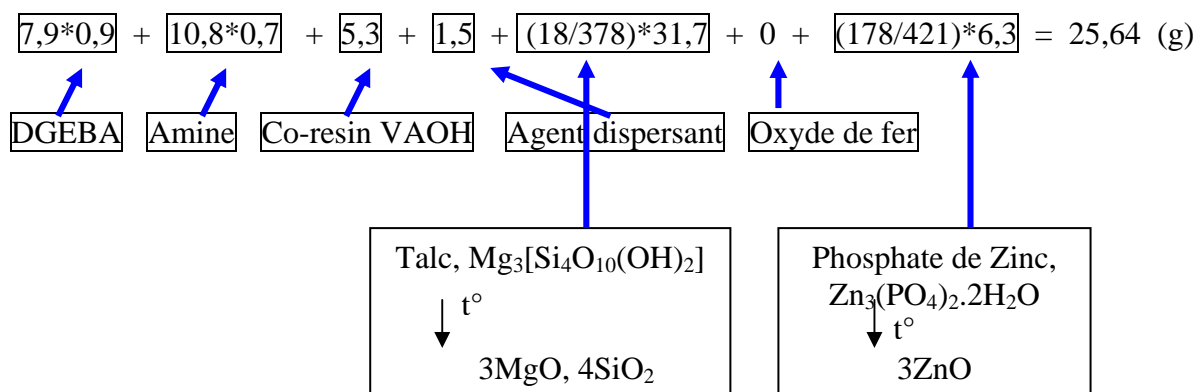 7,9*0,9 + 10,8*0,7 + 5,3 + 1,5 + (18/378)*31,7 + 0 + (178/421)*6,3 = 25,64 (g)
DGEBA Amine Co-resin VAOH Agent dispersant Oxyde de fer
Talc, Mg₃[Si₄O₁₀(OH)₂]
t°
3MgO, 4SiO₂
Phosphate de Zinc,
Zn₃(PO₄)₂.2H₂O
t°
3ZnO